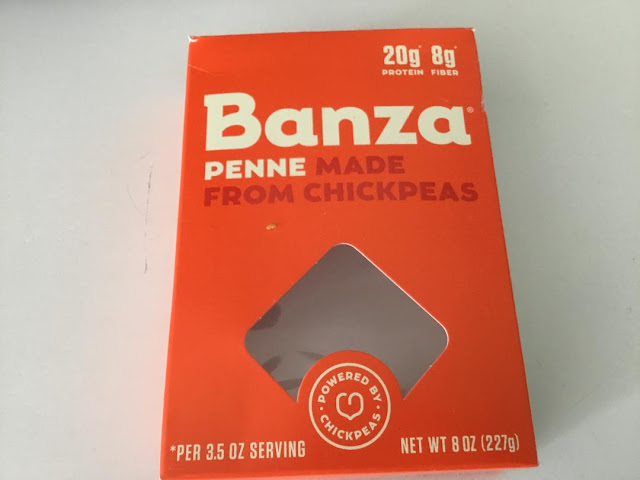 20g* 8g*
PROTEIN FIBER
Banza®
PENNE MADE
FROM CHICKPEAS
POWERED BY
CHICKPEAS
*PER 3.5 OZ SERVING
NET WT 8 OZ (227g)